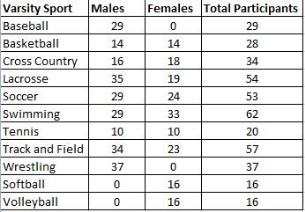 Varsity Sport Males Females Total Participants
Baseball 29 0 29
Basketball 14 14 28
Cross Country 16 18 34
Lacrosse 35 19 54
Soccer 29 24 53
Swimming 29 33 62
Tennis 10 10 20
Track and Field 34 23 57
Wrestling 37 0 37
Softball 0 16 16
Volleyball 0 16 16